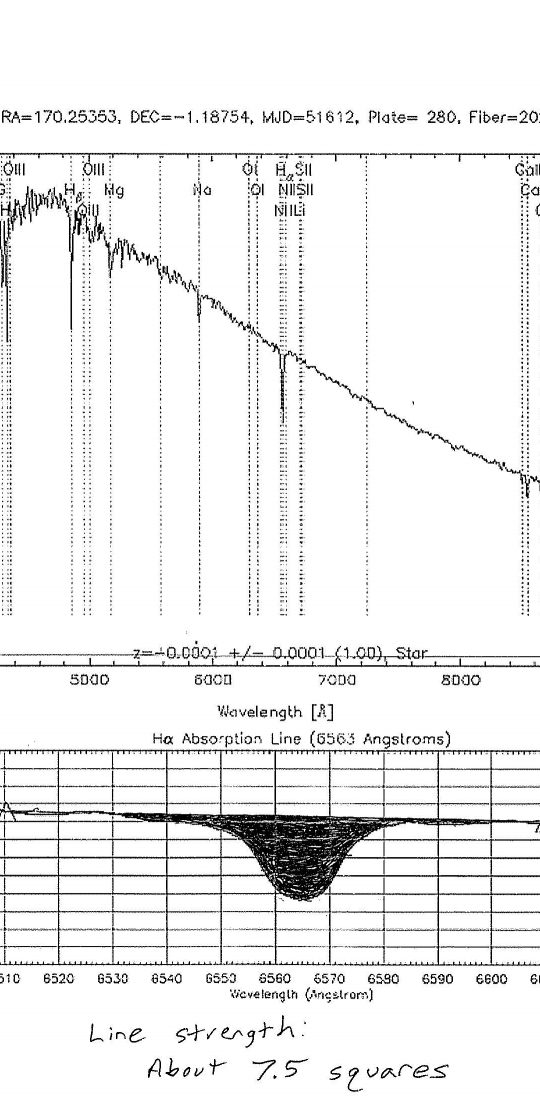 RA=170.25353, DEC=-1.18754, MJD=51612, Plate= 280, Fiber=20
OIII OIII OI Hα SII CaII
G Hβ Mg Na OI NII SII Ca
H OIII NII Li
z=-0.0001 +/- 0.0001 (1.00), Star
5000 6000 7000 8000
Wavelength [Å]
Hα Absorption Line (6563 Angstroms)
6510 6520 6530 6540 6550 6560 6570 6580 6590 6600
Wavelength (Angstrom)
Line strength:
About 7.5 squares